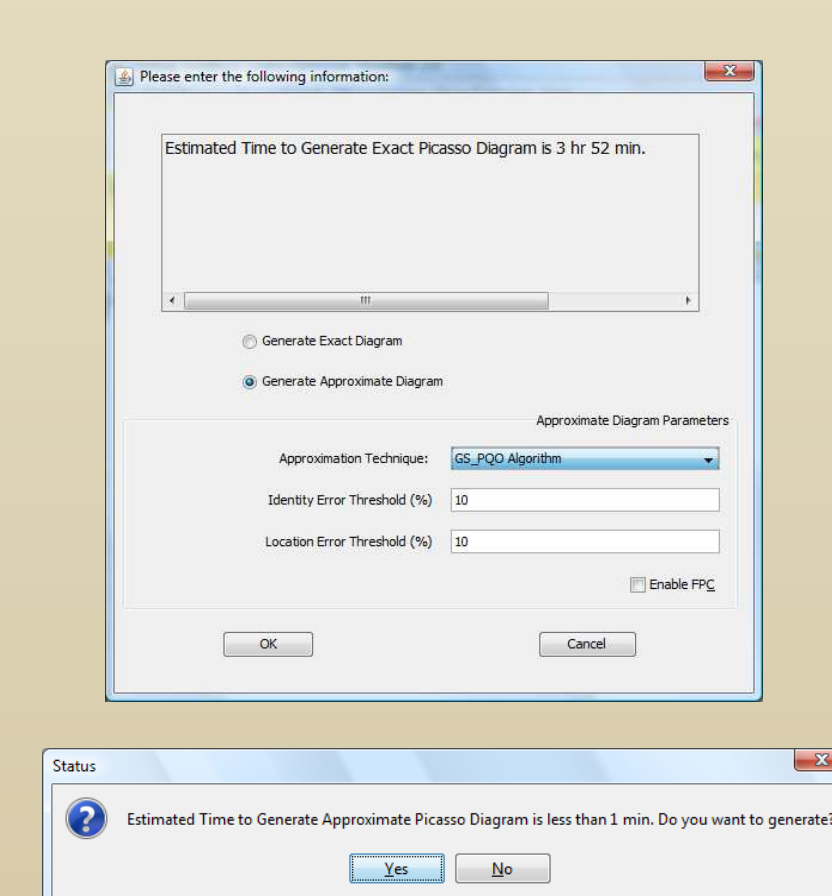 Please enter the following information:
Estimated Time to Generate Exact Picasso Diagram is 3 hr 52 min.
Generate Exact Diagram
Generate Approximate Diagram
Approximate Diagram Parameters
Approximation Technique: GS_PQO Algorithm
Identity Error Threshold (%) 10
Location Error Threshold (%) 10
Enable FPC
OK Cancel
Status
Estimated Time to Generate Approximate Picasso Diagram is less than 1 min. Do you want to generate?
Yes No